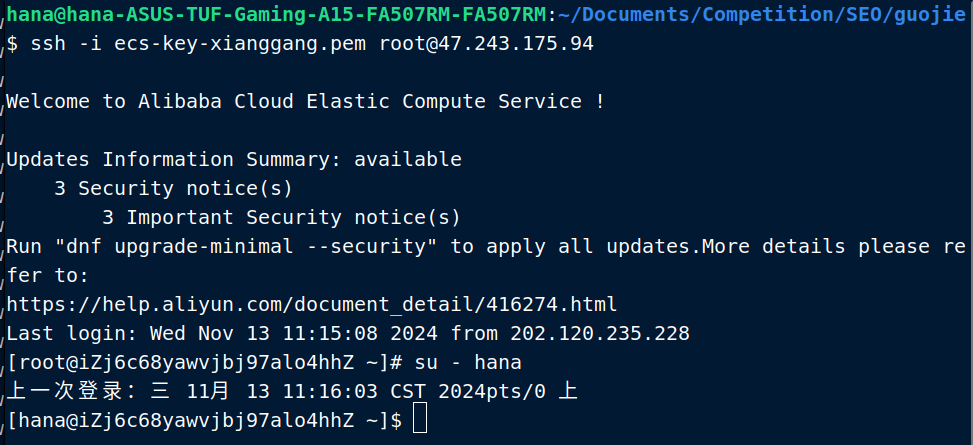 hana@hana-ASUS-TUF-Gaming-A15-FA507RM-FA507RM:~/Documents/Competition/SEO/guojie
$ ssh -i ecs-key-xianggang.pem root@47.243.175.94
Welcome to Alibaba Cloud Elastic Compute Service !
Updates Information Summary: available
    3 Security notice(s)
        3 Important Security notice(s)
Run "dnf upgrade-minimal --security" to apply all updates.More details please re
fer to:
https://help.aliyun.com/document_detail/416274.html
Last login: Wed Nov 13 11:15:08 2024 from 202.120.235.228
[root@iZj6c68yawvjbj97alo4hhZ ~]# su - hana
上一次登录：三 11月 13 11:16:03 CST 2024pts/0 上
[hana@iZj6c68yawvjbj97alo4hhZ ~]$